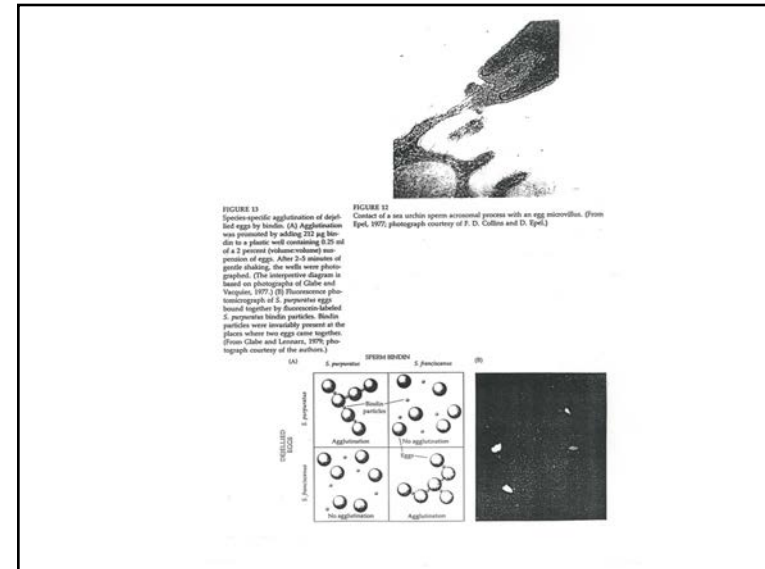 FIGURE 13
Species-specific agglutination of dejel-
lied eggs by bindin. (A) Agglutination
was promoted by adding 212 µg bin-
din to a plastic well containing 0.25 ml
of a 2 percent (volume:volume) sus-
pension of eggs. After 2–5 minutes of
gentle shaking, the wells were photo-
graphed. (The interpretive diagram is
based on photographs of Glabe and
Vacquier, 1977.) (B) Fluorescence pho-
tomicrograph of S. purpuratus eggs
bound together by fluorescein-labeled
S. purpuratus bindin particles. Bindin
particles were invariably present at the
places where two eggs came together.
(From Glabe and Lennarz, 1979; pho-
tograph courtesy of the authors.)
FIGURE 12
Contact of a sea urchin sperm acrosomal process with an egg microvillus. (From
Epel, 1977; photograph courtesy of F. D. Collins and D. Epel.)
(A)
SPERM BINDIN
S. purpuratus
S. franciscanus
(B)
DEJELLIED
EGGS
S. purpuratus
Bindin
particles
Agglutination
No agglutination
S. franciscanus
Eggs
No agglutination
Agglutination